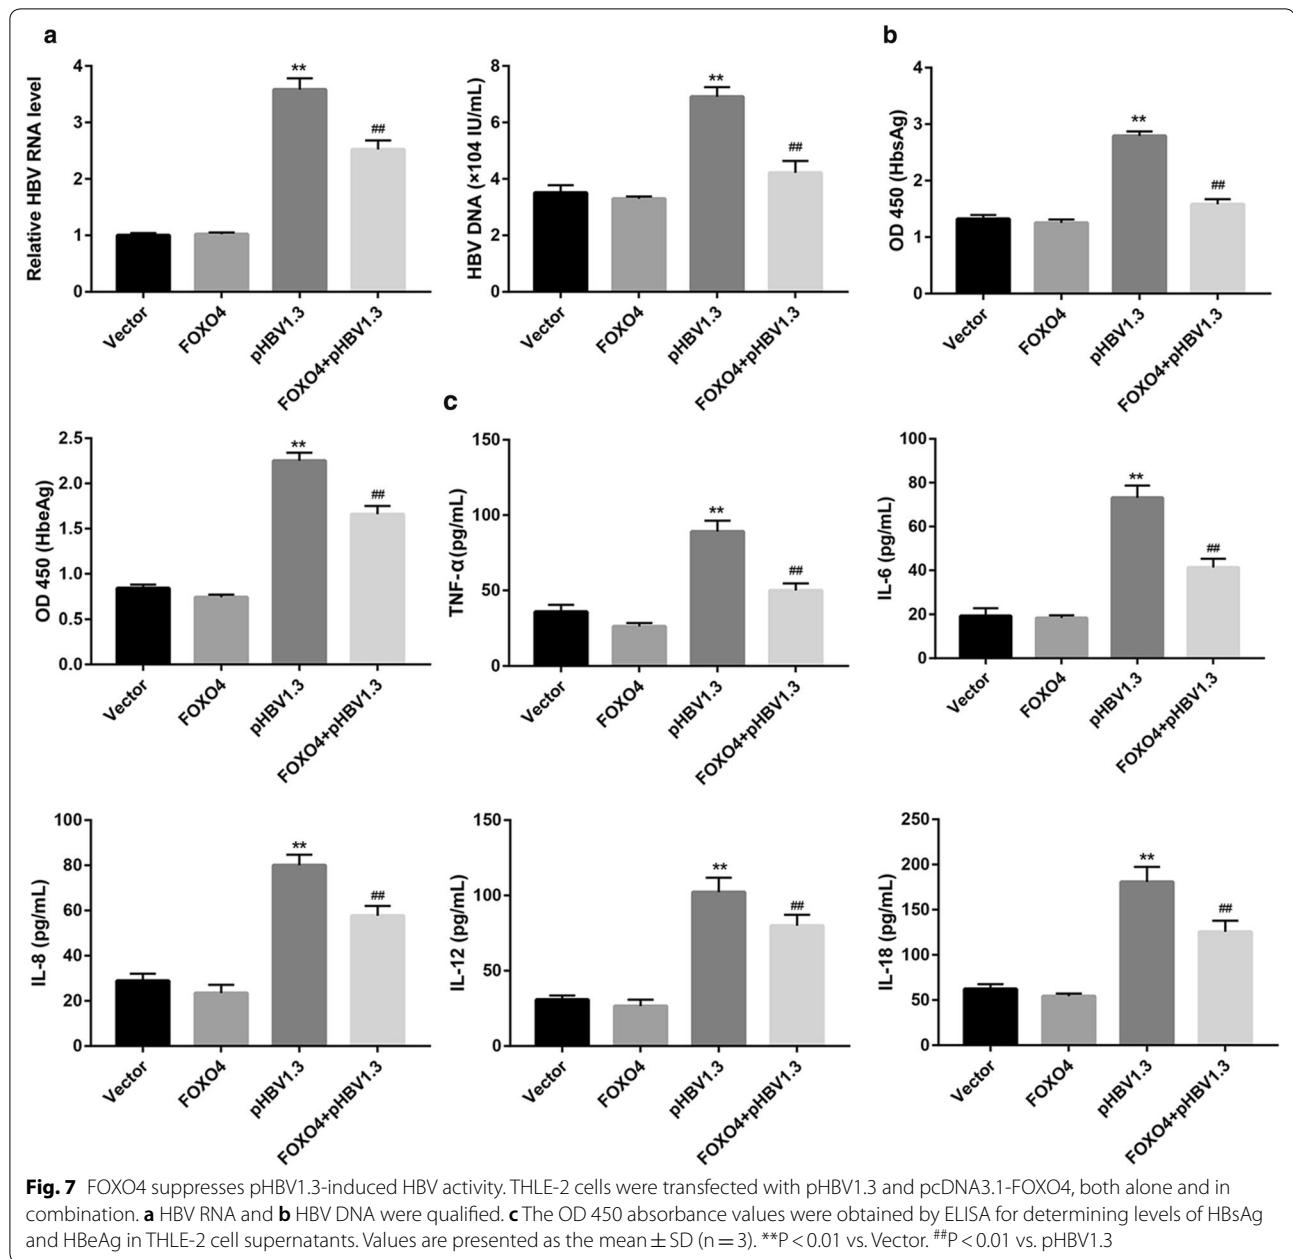 a
b
Relative HBV RNA level
4
3
2
1
0
**
##
Vector
FOXO4
pHBV1.3
FOXO4+pHBV1.3
HBV DNA (×104 IU/mL)
8
6
4
2
0
**
##
Vector
FOXO4
pHBV1.3
FOXO4+pHBV1.3
OD 450 (HbsAg)
4
3
2
1
0
**
##
Vector
FOXO4
pHBV1.3
FOXO4+pHBV1.3
OD 450 (HbeAg)
2.5
2.0
1.5
1.0
0.5
0.0
**
##
Vector
FOXO4
pHBV1.3
FOXO4+pHBV1.3
c
TNF-α(pg/mL)
150
100
50
0
**
##
Vector
FOXO4
pHBV1.3
FOXO4+pHBV1.3
IL-6 (pg/mL)
100
80
60
40
20
0
**
##
Vector
FOXO4
pHBV1.3
FOXO4+pHBV1.3
IL-8 (pg/mL)
100
80
60
40
20
0
**
##
Vector
FOXO4
pHBV1.3
FOXO4+pHBV1.3
IL-12 (pg/mL)
150
100
50
0
**
##
Vector
FOXO4
pHBV1.3
FOXO4+pHBV1.3
IL-18 (pg/mL)
250
200
150
100
50
0
**
##
Vector
FOXO4
pHBV1.3
FOXO4+pHBV1.3
Fig. 7 FOXO4 suppresses pHBV1.3-induced HBV activity. THLE-2 cells were transfected with pHBV1.3 and pcDNA3.1-FOXO4, both alone and in
combination. a HBV RNA and b HBV DNA were qualified. c The OD 450 absorbance values were obtained by ELISA for determining levels of HBsAg
and HBeAg in THLE-2 cell supernatants. Values are presented as the mean ± SD (n = 3). **P < 0.01 vs. Vector. ##P < 0.01 vs. pHBV1.3